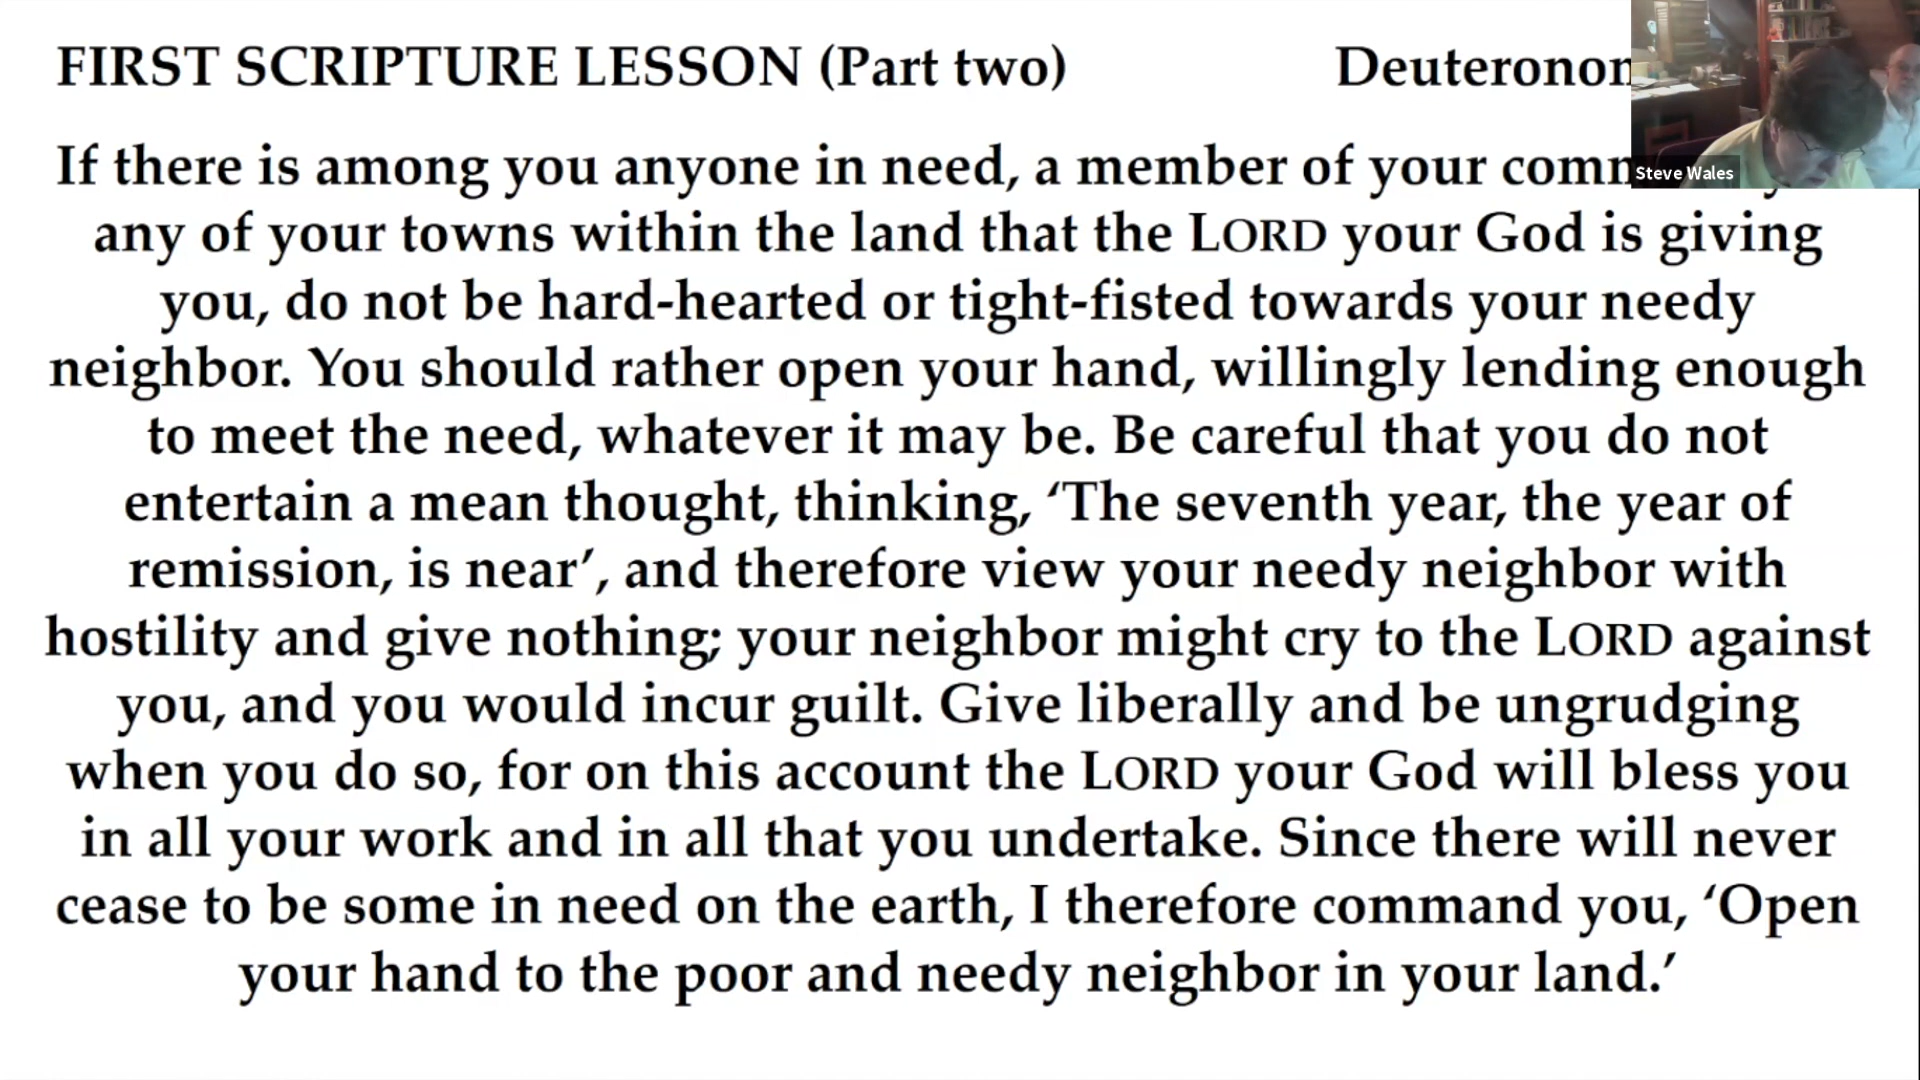 FIRST SCRIPTURE LESSON (Part two) Deuteronom
If there is among you anyone in need, a member of your comm
any of your towns within the land that the LORD your God is giving
you, do not be hard-hearted or tight-fisted towards your needy
neighbor. You should rather open your hand, willingly lending enough
to meet the need, whatever it may be. Be careful that you do not
entertain a mean thought, thinking, ‘The seventh year, the year of
remission, is near’, and therefore view your needy neighbor with
hostility and give nothing; your neighbor might cry to the LORD against
you, and you would incur guilt. Give liberally and be ungrudging
when you do so, for on this account the LORD your God will bless you
in all your work and in all that you undertake. Since there will never
cease to be some in need on the earth, I therefore command you, ‘Open
your hand to the poor and needy neighbor in your land.’
Steve Wales